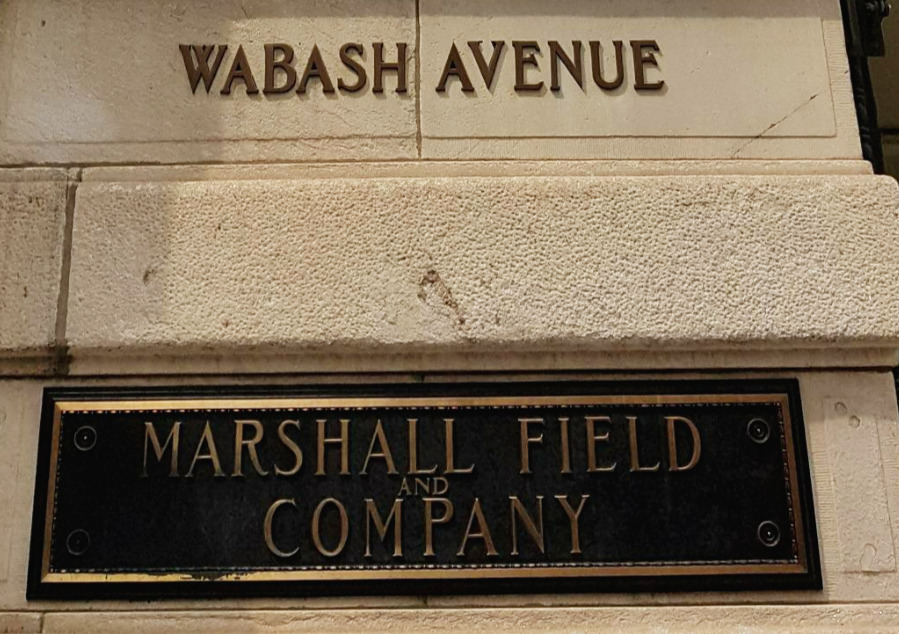 WABASH AVENUE
MARSHALL FIELD
AND
COMPANY